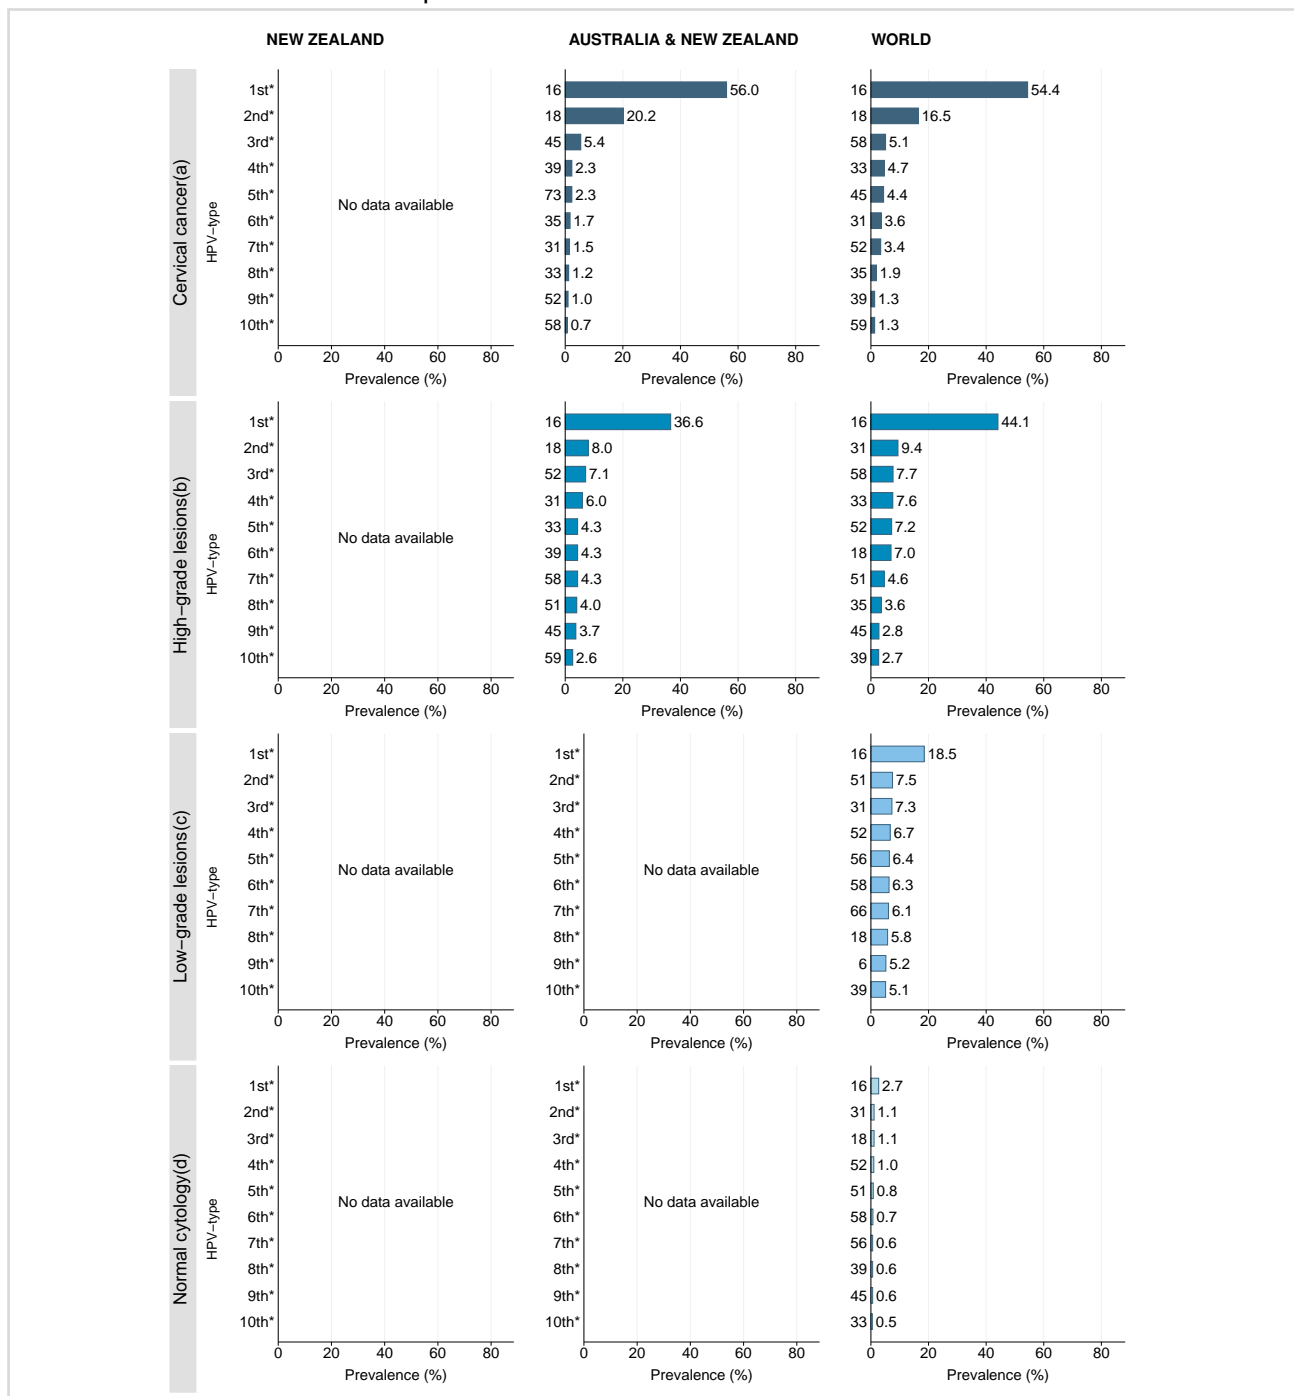 NEW ZEALAND
AUSTRALIA & NEW ZEALAND
WORLD
Cervical cancer(a)
HPV−type
1st*
2nd*
3rd*
4th*
5th*
6th*
7th*
8th*
9th*
10th*
No data available
0 20 40 60 80
Prevalence (%)
16 56.0
18 20.2
45 5.4
39 2.3
73 2.3
35 1.7
31 1.5
33 1.2
52 1.0
58 0.7
0 20 40 60 80
Prevalence (%)
16 54.4
18 16.5
58 5.1
33 4.7
45 4.4
31 3.6
52 3.4
35 1.9
39 1.3
59 1.3
0 20 40 60 80
Prevalence (%)
High−grade lesions(b)
HPV−type
1st*
2nd*
3rd*
4th*
5th*
6th*
7th*
8th*
9th*
10th*
No data available
0 20 40 60 80
Prevalence (%)
16 36.6
18 8.0
52 7.1
31 6.0
33 4.3
39 4.3
58 4.3
51 4.0
45 3.7
59 2.6
0 20 40 60 80
Prevalence (%)
16 44.1
31 9.4
58 7.7
33 7.6
52 7.2
18 7.0
51 4.6
35 3.6
45 2.8
39 2.7
0 20 40 60 80
Prevalence (%)
Low−grade lesions(c)
HPV−type
1st*
2nd*
3rd*
4th*
5th*
6th*
7th*
8th*
9th*
10th*
No data available
0 20 40 60 80
Prevalence (%)
1st*
2nd*
3rd*
4th*
5th*
6th*
7th*
8th*
9th*
10th*
No data available
0 20 40 60 80
Prevalence (%)
16 18.5
51 7.5
31 7.3
52 6.7
56 6.4
58 6.3
66 6.1
18 5.8
6 5.2
39 5.1
0 20 40 60 80
Prevalence (%)
Normal cytology(d)
HPV−type
1st*
2nd*
3rd*
4th*
5th*
6th*
7th*
8th*
9th*
10th*
No data available
0 20 40 60 80
Prevalence (%)
1st*
2nd*
3rd*
4th*
5th*
6th*
7th*
8th*
9th*
10th*
No data available
0 20 40 60 80
Prevalence (%)
16 2.7
31 1.1
18 1.1
52 1.0
51 0.8
58 0.7
56 0.6
39 0.6
45 0.6
33 0.5
0 20 40 60 80
Prevalence (%)